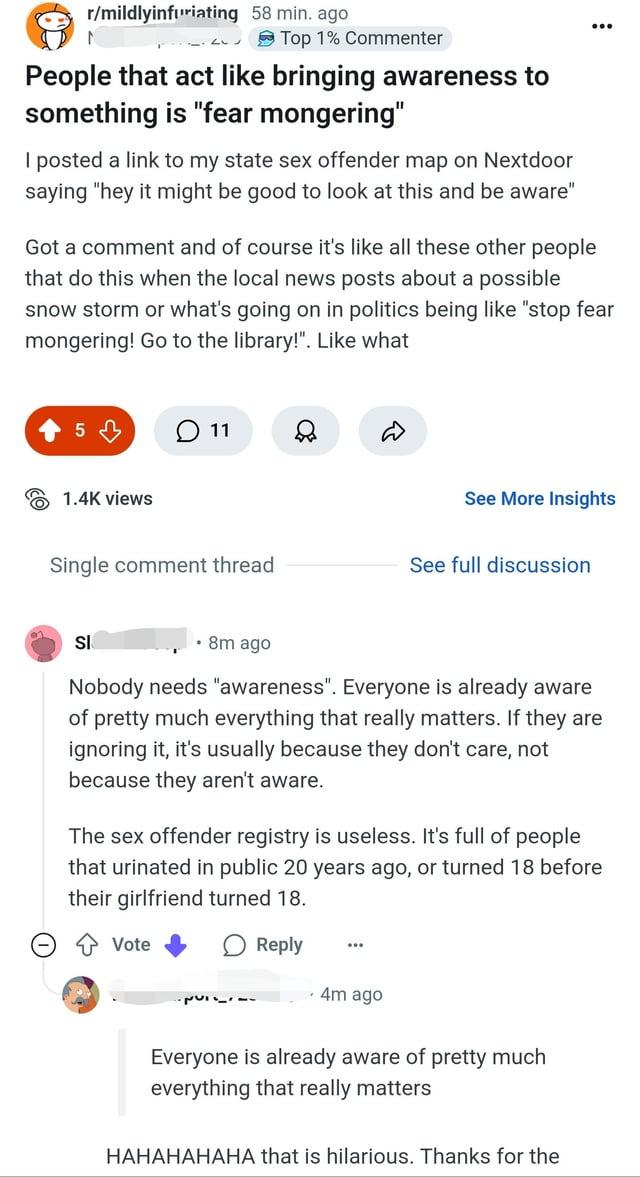 r/mildlyinfuriating 58 min. ago
Top 1% Commenter
People that act like bringing awareness to
something is "fear mongering"
I posted a link to my state sex offender map on Nextdoor
saying "hey it might be good to look at this and be aware"
Got a comment and of course it's like all these other people
that do this when the local news posts about a possible
snow storm or what's going on in politics being like "stop fear
mongering! Go to the library!". Like what
5
11
1.4K views
See More Insights
Single comment thread
See full discussion
• 8m ago
Nobody needs "awareness". Everyone is already aware
of pretty much everything that really matters. If they are
ignoring it, it's usually because they don't care, not
because they aren't aware.
The sex offender registry is useless. It's full of people
that urinated in public 20 years ago, or turned 18 before
their girlfriend turned 18.
Vote
Reply
4m ago
Everyone is already aware of pretty much
everything that really matters
HAHAHAHAHA that is hilarious. Thanks for the